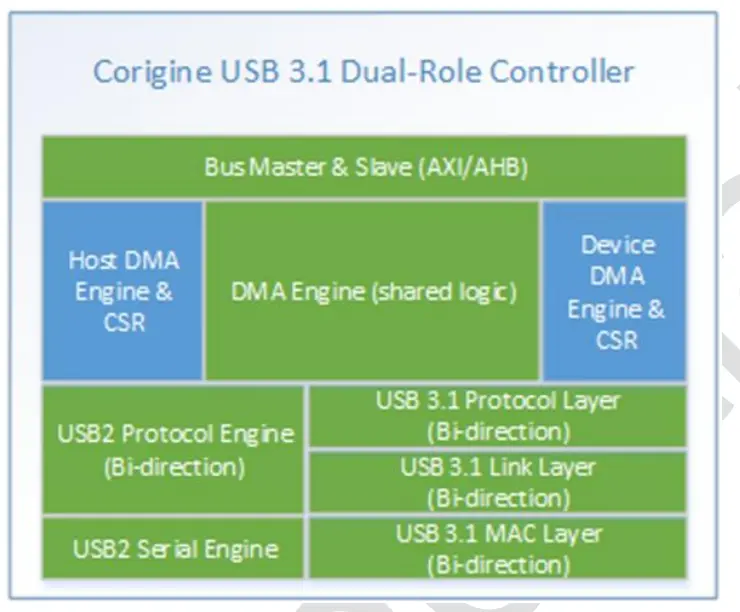 Corigine USB 3.1 Dual-Role Controller
Bus Master & Slave (AXI/AHB)
Host DMA
Engine &
CSR
DMA Engine (shared logic)
Device
DMA
Engine &
CSR
USB2 Protocol Engine
(Bi-direction)
USB 3.1 Protocol Layer
(Bi-direction)
USB 3.1 Link Layer
(Bi-direction)
USB2 Serial Engine
USB 3.1 MAC Layer
(Bi-direction)